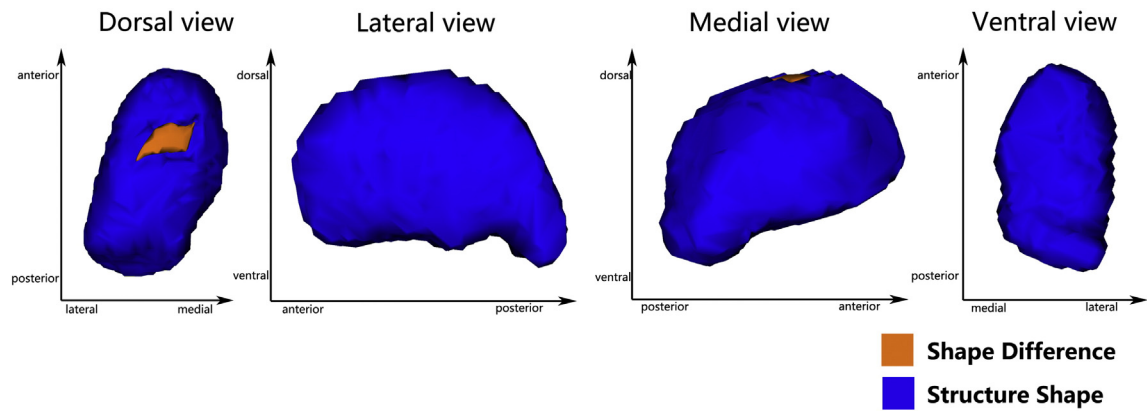 Dorsal view
Lateral view
Medial view
Ventral view
anterior
posterior
lateral
medial
dorsal
ventral
anterior
posterior
dorsal
ventral
posterior
anterior
anterior
posterior
medial
lateral
Shape Difference
Structure Shape